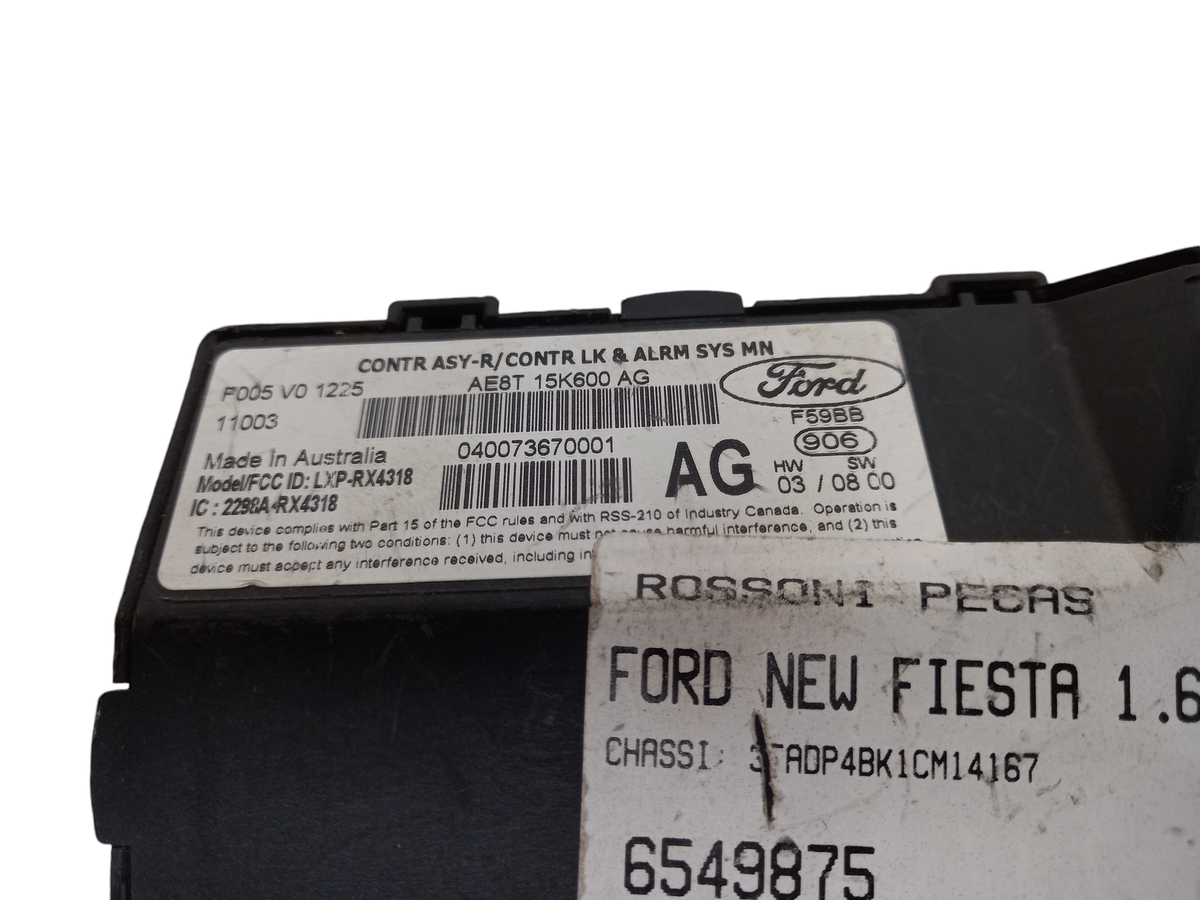 CONTR ASY-R/CONTR LK & ALRM SYS MN
F005 V0 1225
AE8T 15K600 AG
Ford
11003
F59BB
040073670001
906
Made in Australia
AG
HW SW
03 / 08 00
Model/FCC ID: LXP-RX4318
IC : 2298A-RX4318
This device complies with Part 15 of the FCC rules and with RSS-210 of Industry Canada. Operation is
subject to the following two conditions: (1) this device must not cause harmful interference, and (2) this
device must accept any interference received, including
ROSSONI PECAS
FORD NEW FIESTA 1.6
CHASSI: 3FADP4BK1CM14167
6549875